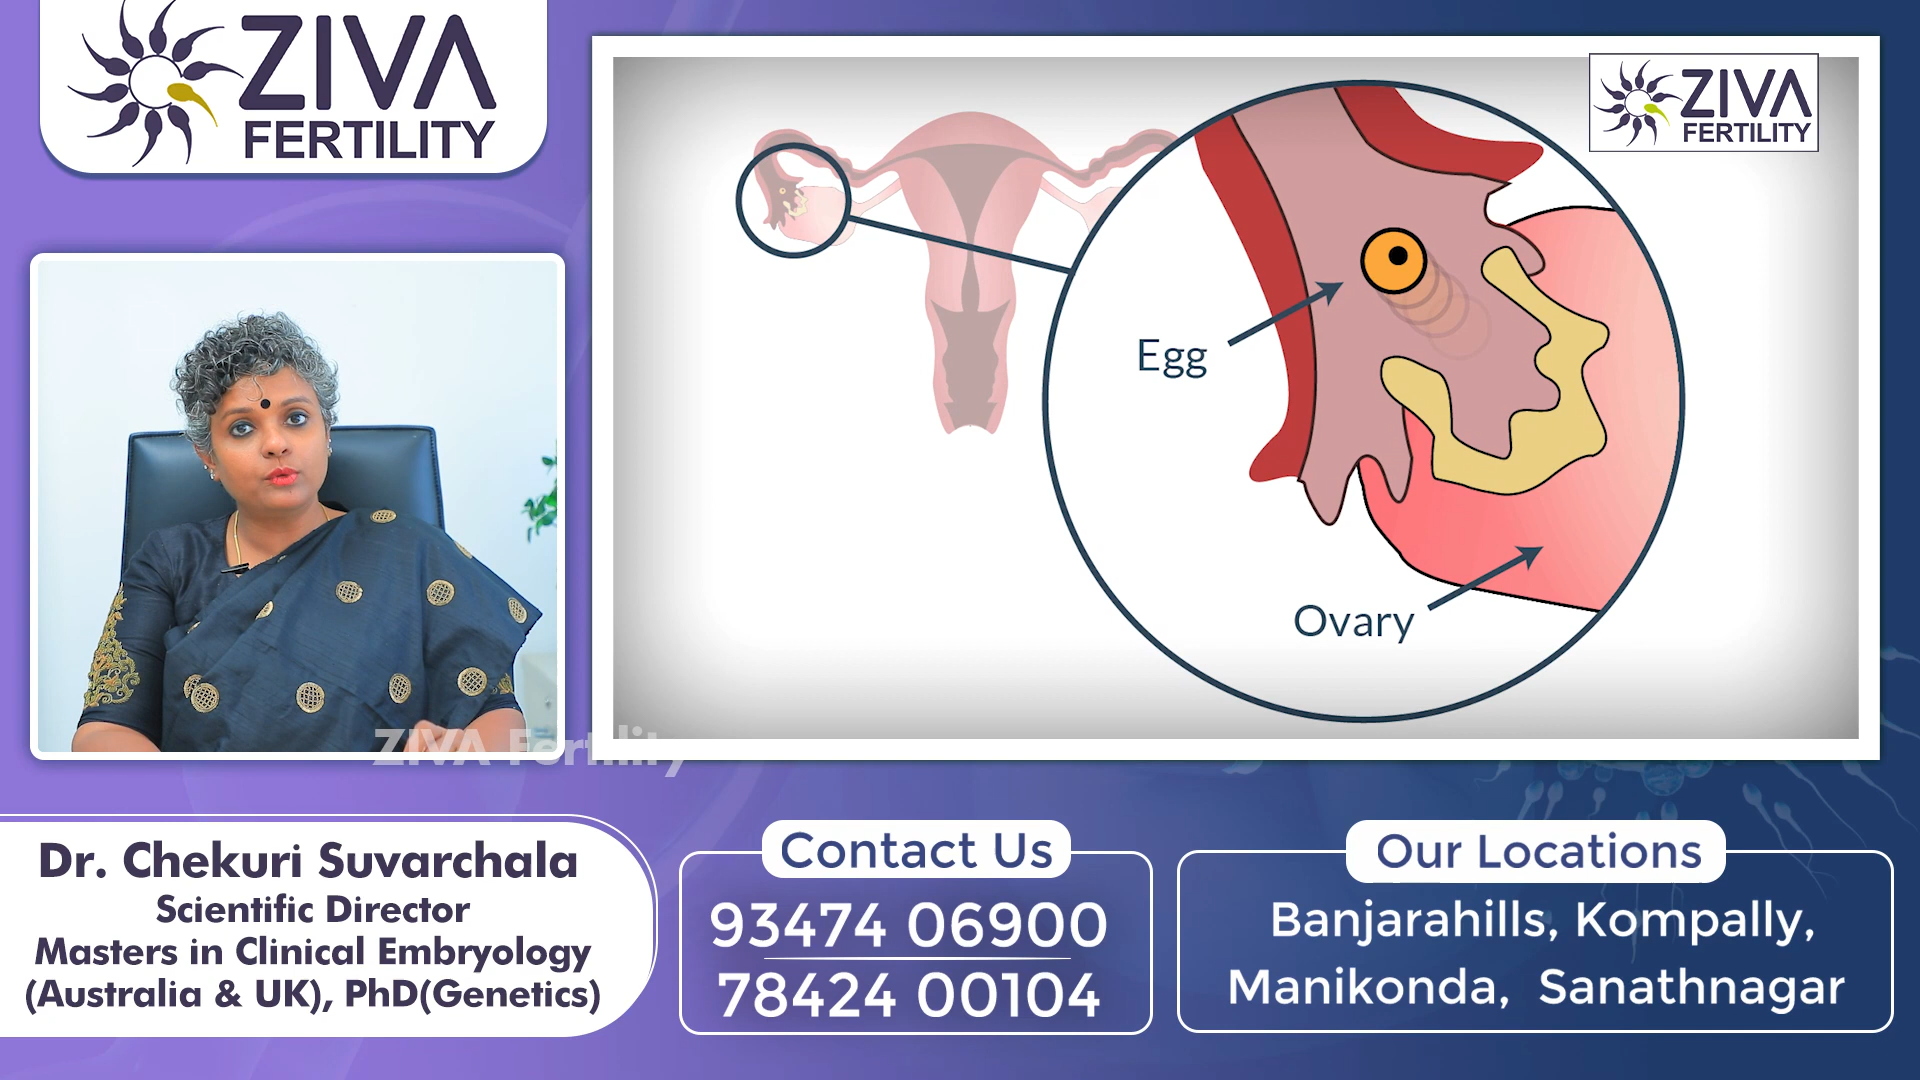 ZIVA
FERTILITY
ZIVA
FERTILITY
Egg
Ovary
ZIVA Fertility
Dr. Chekuri Suvarchala
Scientific Director
Masters in Clinical Embryology
(Australia & UK), PhD(Genetics)
Contact Us
93474 06900
78424 00104
Our Locations
Banjarahills, Kompally,
Manikonda, Sanathnagar